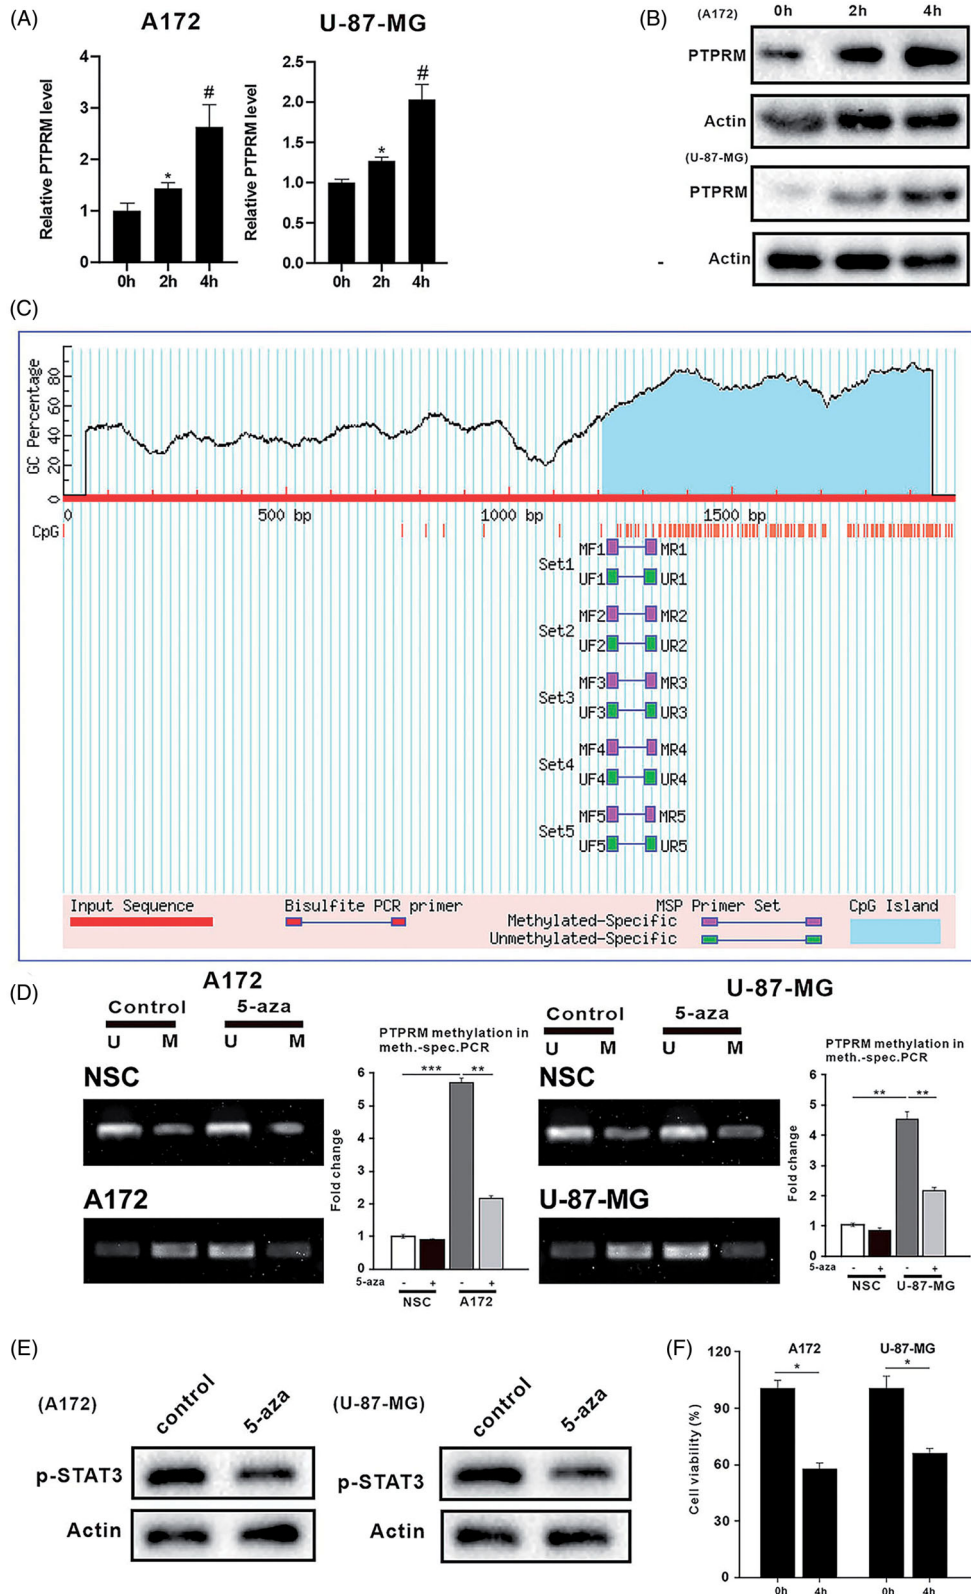 (A)
A172
U-87-MG
Relative PTPRM level
4
3
2
1
0
*
#
0h 2h 4h
Relative PTPRM level
2.5
2.0
1.5
1.0
0.5
0.0
*
#
0h 2h 4h
(B)
(A172) 0h 2h 4h
PTPRM
Actin
(U-87-MG)
PTPRM
Actin
-
(C)
GC Percentage
80
60
40
20
0
0 500 bp 1000 bp 1500 bp
CpG
MF1 MR1
Set1
UF1 UR1
MF2 MR2
Set2
UF2 UR2
MF3 MR3
Set3
UF3 UR3
MF4 MR4
Set4
UF4 UR4
MF5 MR5
Set5
UF5 UR5
Input Sequence Bisulfite PCR primer MSP Primer Set CpG Island
Methylated-Specific
Unmethylated-Specific
(D)
A172
Control 5-aza
U M U M
NSC
A172
PTPRM methylation in
meth.-spec.PCR
Fold change
6
5
4
3
2
1
0
*** **
5-aza - + - +
NSC A172
U-87-MG
Control 5-aza
U M U M
NSC
U-87-MG
PTPRM methylation in
meth.-spec.PCR
Fold change
6
5
4
3
2
1
0
** **
5-aza - + - +
NSC U-87-MG
(E)
(A172) control 5-aza
p-STAT3
Actin
(U-87-MG) control 5-aza
p-STAT3
Actin
(F)
A172 U-87-MG
Cell viability (%)
120
90
60
30
0
* *
0h 4h 0h 4h